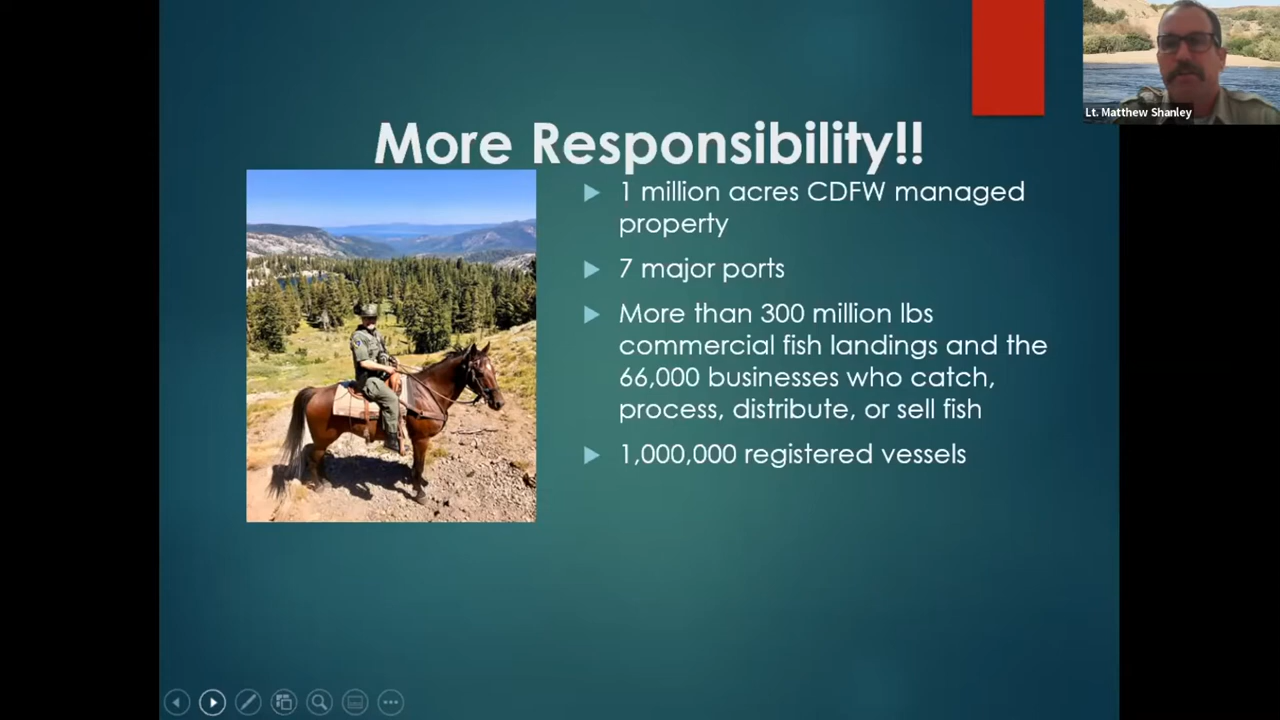 Lt. Matthew Shanley
More Responsibility!!
1 million acres CDFW managed
property
7 major ports
More than 300 million lbs
commercial fish landings and the
66,000 businesses who catch,
process, distribute, or sell fish
1,000,000 registered vessels